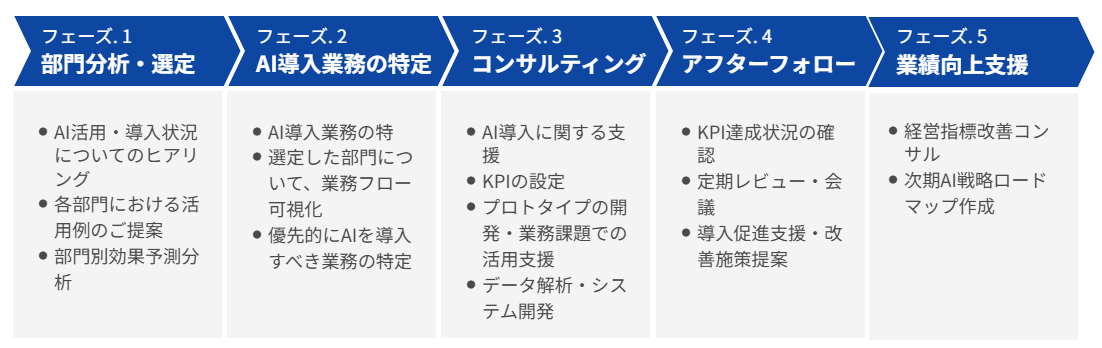 フェーズ. 1
部門分析・選定
● AI活用・導入状況
についてのヒアリ
ング
● 各部門における活
用例のご提案
● 部門別効果予測分
析
フェーズ. 2
AI導入業務の特定
● AI導入業務の特
● 選定した部門につ
いて、業務フロー
可視化
● 優先的にAIを導入
すべき業務の特定
フェーズ. 3
コンサルティング
● AI導入に関する支
援
● KPIの設定
● プロトタイプの開
発・業務課題での
活用支援
● データ解析・シス
テム開発
フェーズ. 4
アフターフォロー
● KPI達成状況の確
認
● 定期レビュー・会
議
● 導入促進支援・改
善施策提案
フェーズ. 5
業績向上支援
● 経営指標改善コン
サル
● 次期AI戦略ロード
マップ作成